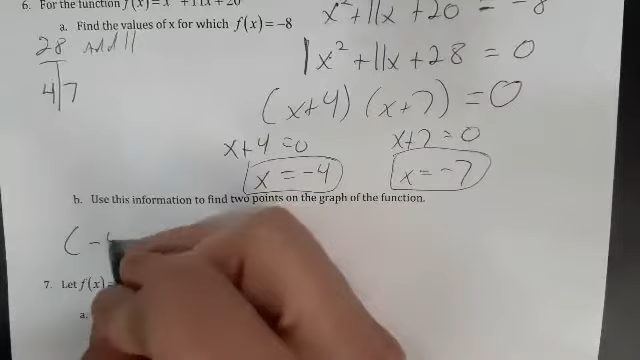 6. For the function f(x) = x² + 11x + 20
a. Find the values of x for which f(x) = −8
x² + 11x + 20 = −8
28 Add 11
1x² + 11x + 28 = 0
4 | 7
(x+4) (x+7) = 0
x+4 = 0 x+7 = 0
x = −4 x = −7
b. Use this information to find two points on the graph of the function.
(−
7. Let f(x)
a.